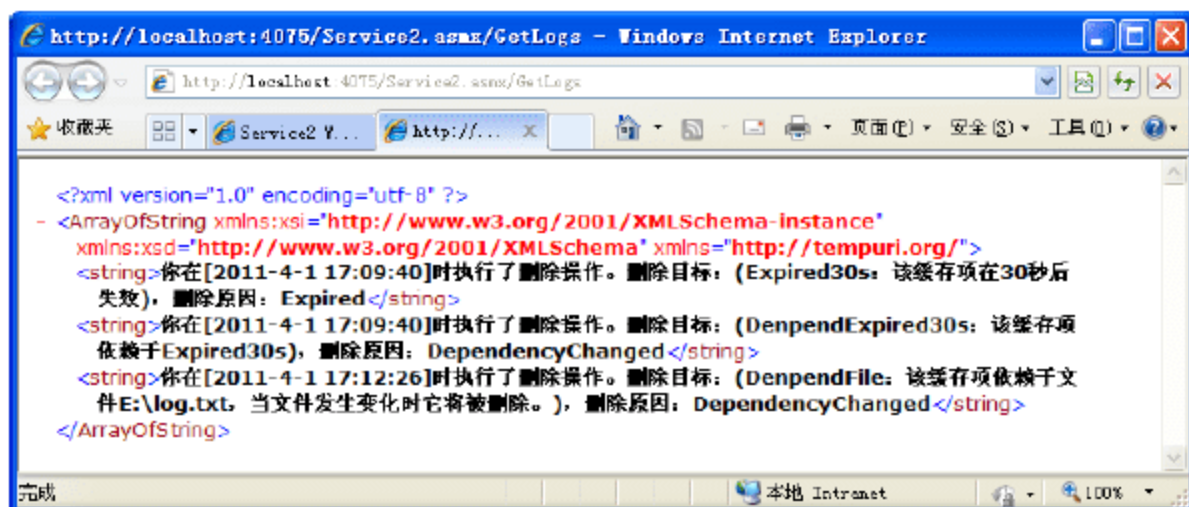 http://localhost:4075/Service2.asmx/GetLogs - Windows Internet Explorer
http://localhost:4075/Service2.asmx/GetLogs
收藏夹 Service2 W... http://l... X 页面(P) 安全(S) 工具(O)
<?xml version="1.0" encoding="utf-8" ?>
- <ArrayOfString xmlns:xsi="http://www.w3.org/2001/XMLSchema-instance"
xmlns:xsd="http://www.w3.org/2001/XMLSchema" xmlns="http://tempuri.org/">
<string>你在[2011-4-1 17:09:40]时执行了删除操作。删除目标：(Expired30s：该缓存项在30秒后
失效)，删除原因：Expired</string>
<string>你在[2011-4-1 17:09:40]时执行了删除操作。删除目标：(DenpendExpired30s：该缓存项
依赖于Expired30s)，删除原因：DependencyChanged</string>
<string>你在[2011-4-1 17:12:26]时执行了删除操作。删除目标：(DenpendFile：该缓存项依赖于文
件E:\log.txt，当文件发生变化时它将被删除。)，删除原因：DependencyChanged</string>
</ArrayOfString>
完成 本地 Intranet 100%